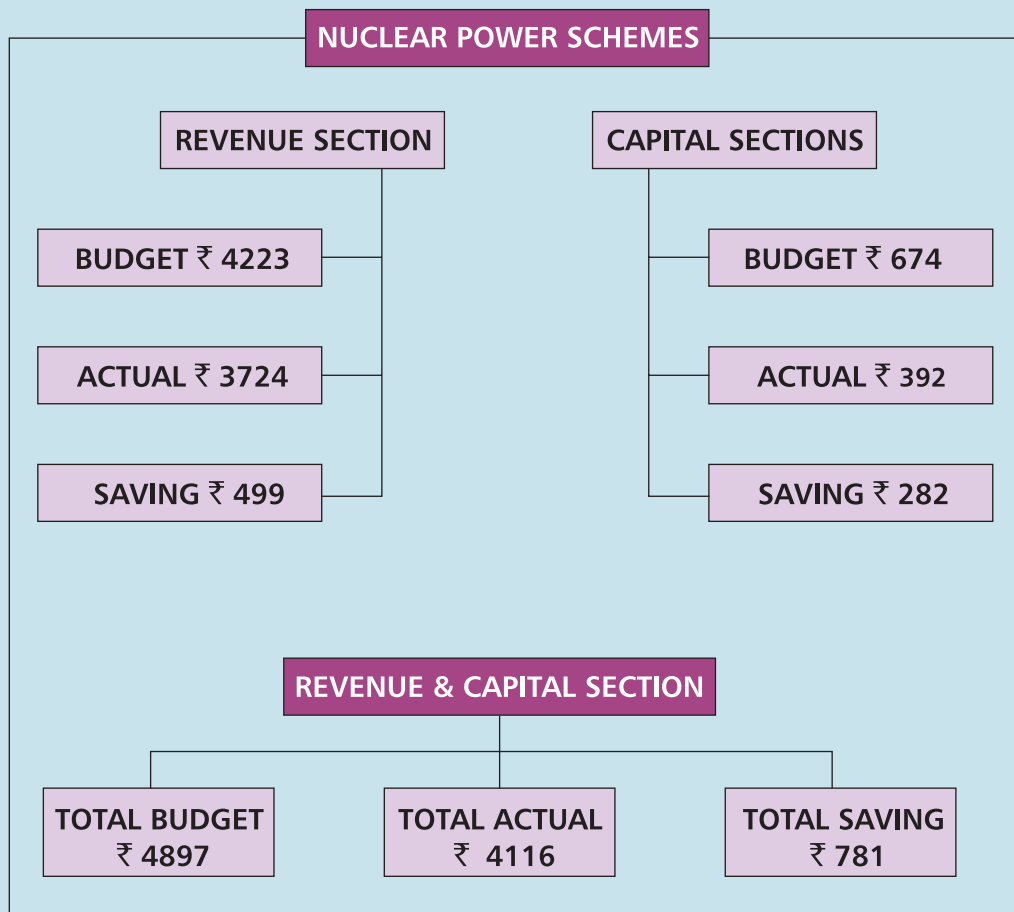 NUCLEAR POWER SCHEMES
REVENUE SECTION
BUDGET ₹ 4223
ACTUAL ₹ 3724
SAVING ₹ 499
CAPITAL SECTIONS
BUDGET ₹ 674
ACTUAL ₹ 392
SAVING ₹ 282
REVENUE & CAPITAL SECTION
TOTAL BUDGET
₹ 4897
TOTAL ACTUAL
₹ 4116
TOTAL SAVING
₹ 781